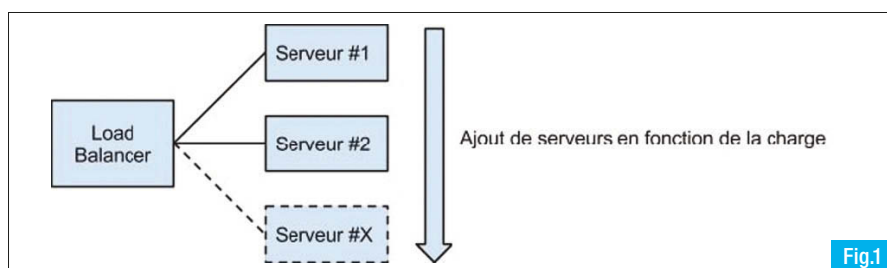 Serveur #1
Load
Balancer
Serveur #2
Ajout de serveurs en fonction de la charge
Serveur #X
Fig.1